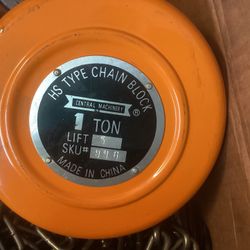 HS TYPE CHAIN BLOCK
CENTRAL MACHINERY
®
1 TON
LIFT
SKU#
MADE IN CHINA